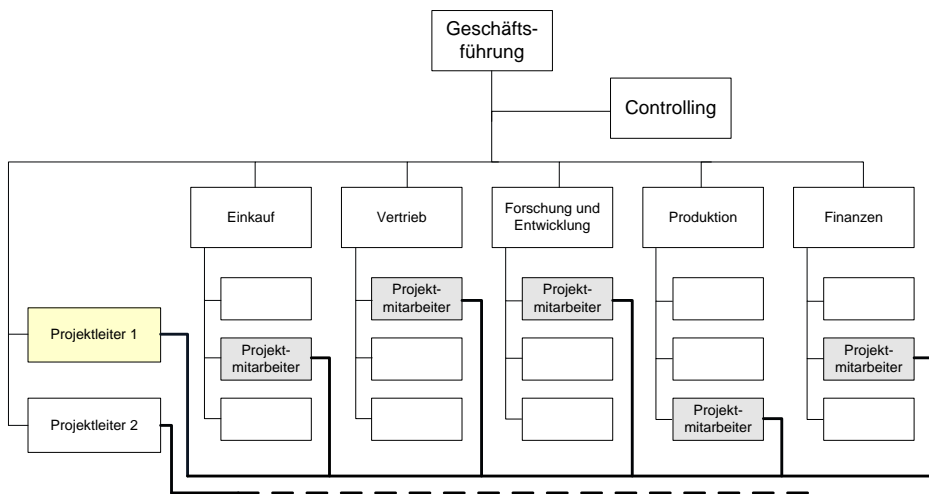 Geschäfts-
führung
Controlling
Einkauf
Vertrieb
Forschung und
Entwicklung
Produktion
Finanzen
Projekt-
mitarbeiter
Projekt-
mitarbeiter
Projektleiter 1
Projekt-
mitarbeiter
Projekt-
mitarbeiter
Projektleiter 2
Projekt-
mitarbeiter